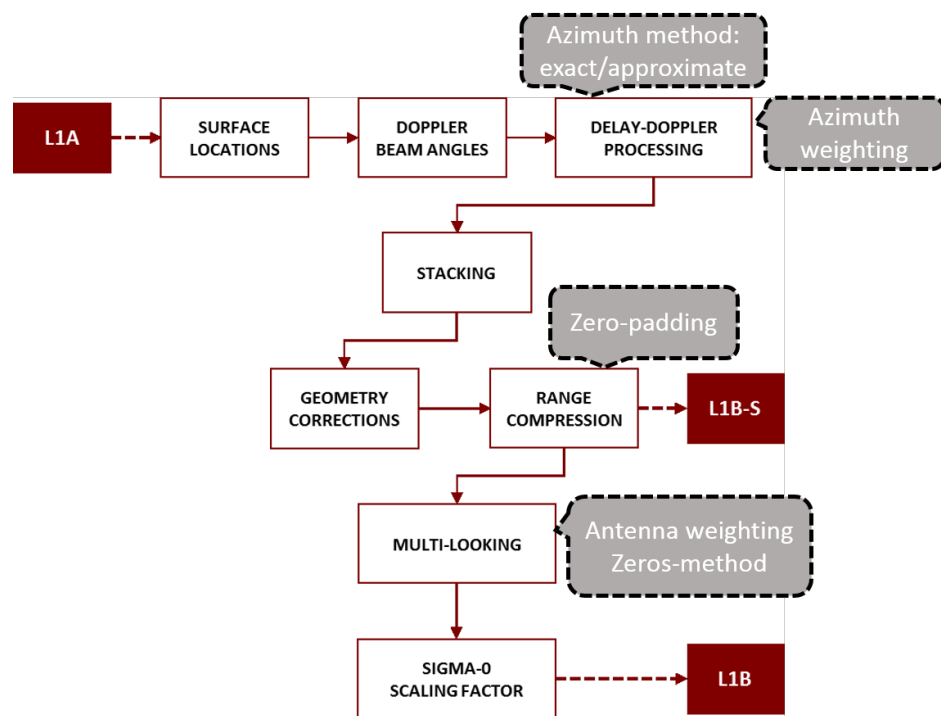 Azimuth method:
exact/approximate
L1A
SURFACE
LOCATIONS
DOPPLER
BEAM ANGLES
DELAY-DOPPLER
PROCESSING
Azimuth
weighting
STACKING
Zero-padding
GEOMETRY
CORRECTIONS
RANGE
COMPRESSION
L1B-S
MULTI-LOOKING
Antenna weighting
Zeros-method
SIGMA-0
SCALING FACTOR
L1B